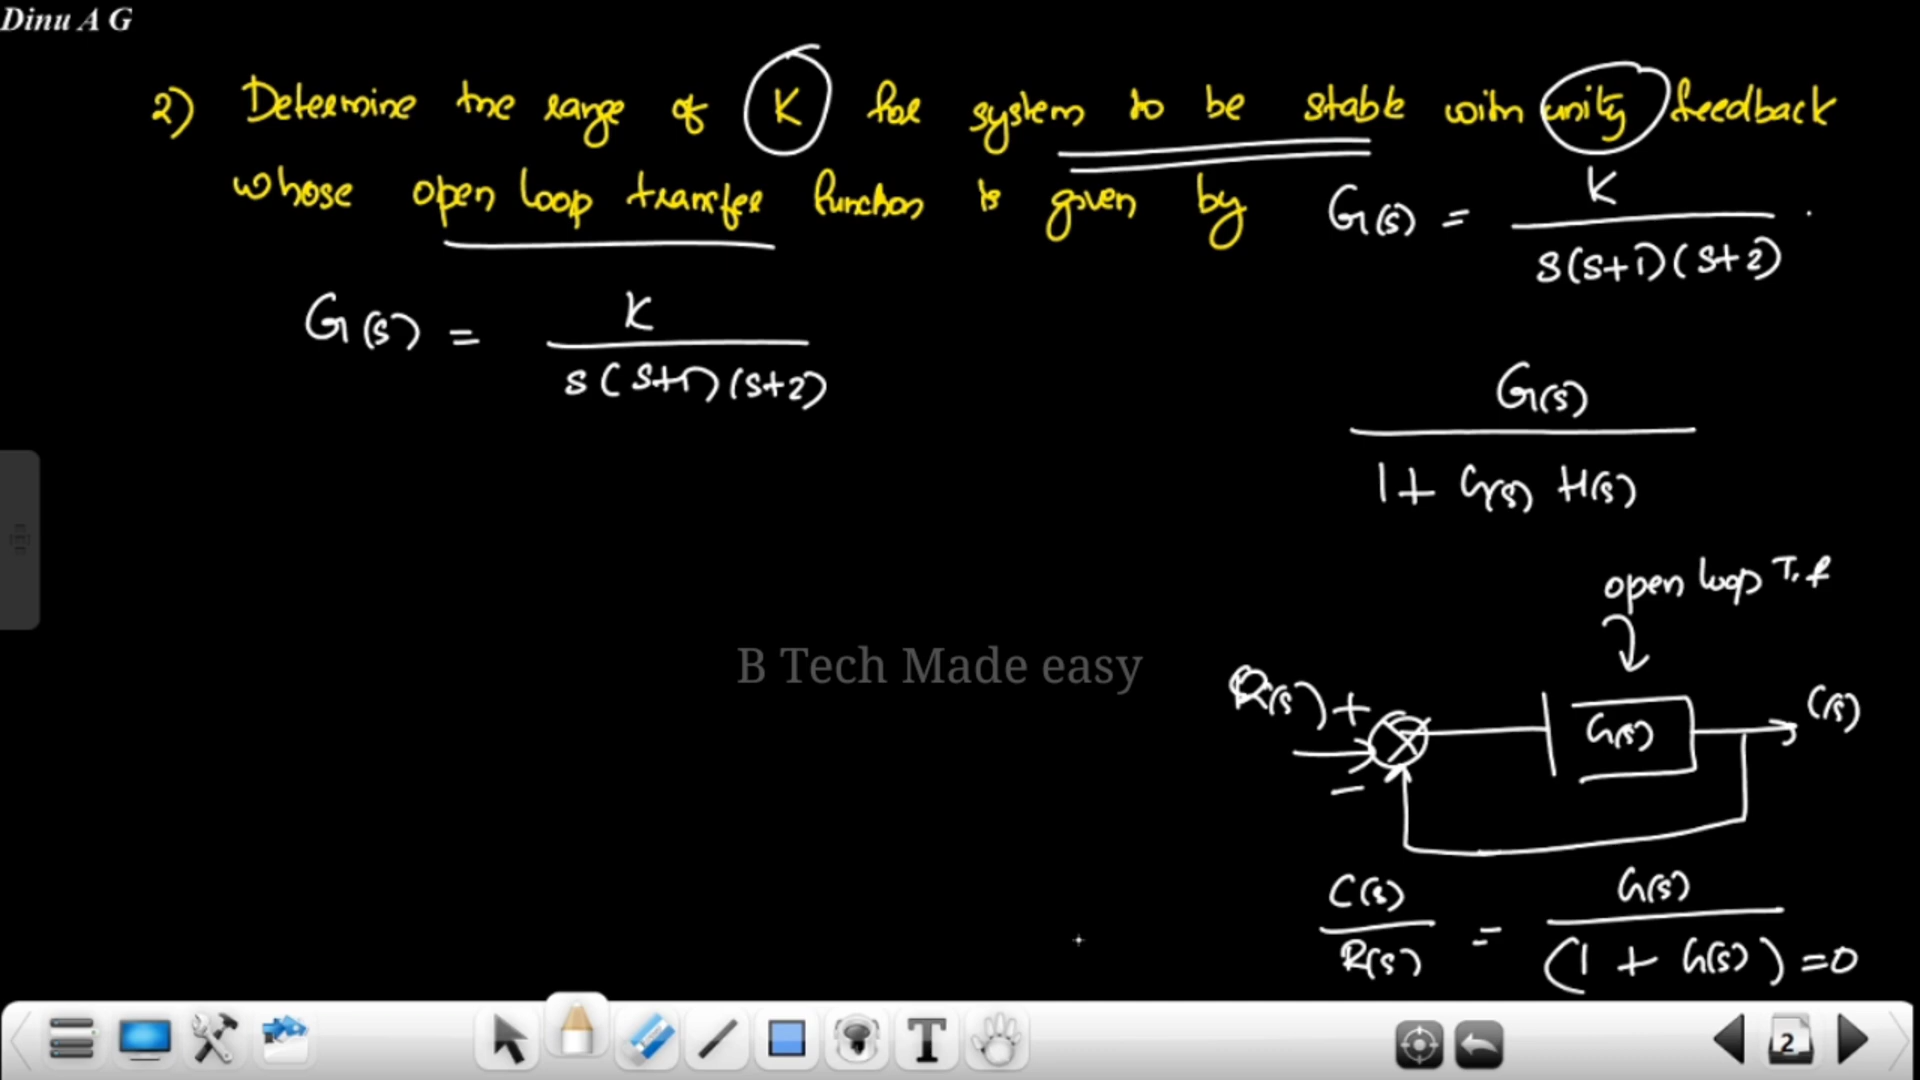 Dinu A G
2) Determine the range of K for system to be stable with unity feedback
whose open loop transfer function is given by G(s) = K / s(s+1)(s+2) .
G(s) = K / s(s+1)(s+2)
G(s) / 1 + G(s) H(s)
open loop T.f
R(s) +
G(s)
C(s)
−
B Tech Made easy
C(s) / R(s) = G(s) / (1 + G(s)) = 0
T
2